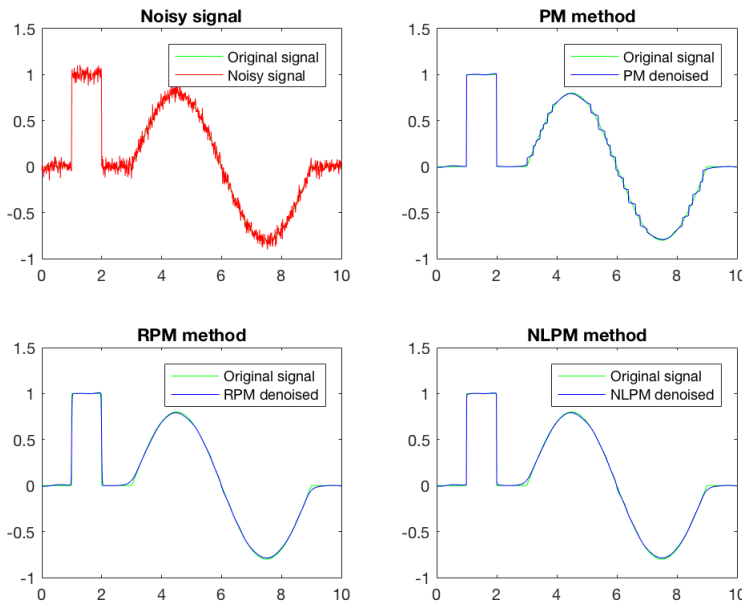 Noisy signal
1.5
1
0.5
0
-0.5
-1
0 2 4 6 8 10
Original signal
Noisy signal
PM method
1.5
1
0.5
0
-0.5
-1
0 2 4 6 8 10
Original signal
PM denoised
RPM method
1.5
1
0.5
0
-0.5
-1
0 2 4 6 8 10
Original signal
RPM denoised
NLPM method
1.5
1
0.5
0
-0.5
-1
0 2 4 6 8 10
Original signal
NLPM denoised